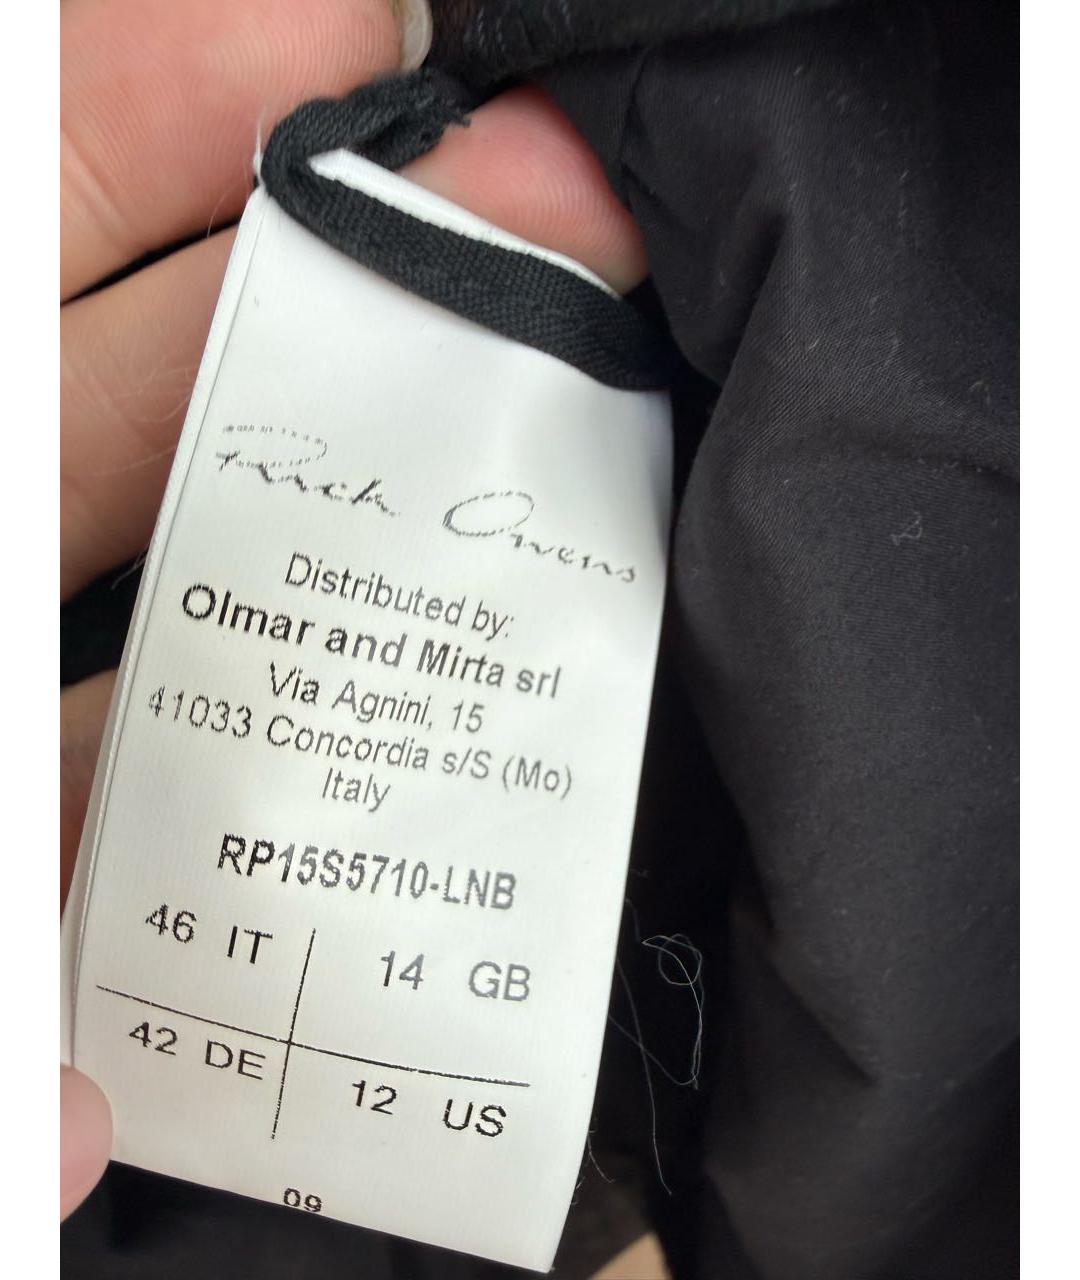 Rick Owens
Distributed by:
Olmar and Mirta srl
Via Agnini, 15
41033 Concordia s/S (Mo)
Italy
RP15S5710-LNB
46 IT 14 GB
42 DE 12 US
09